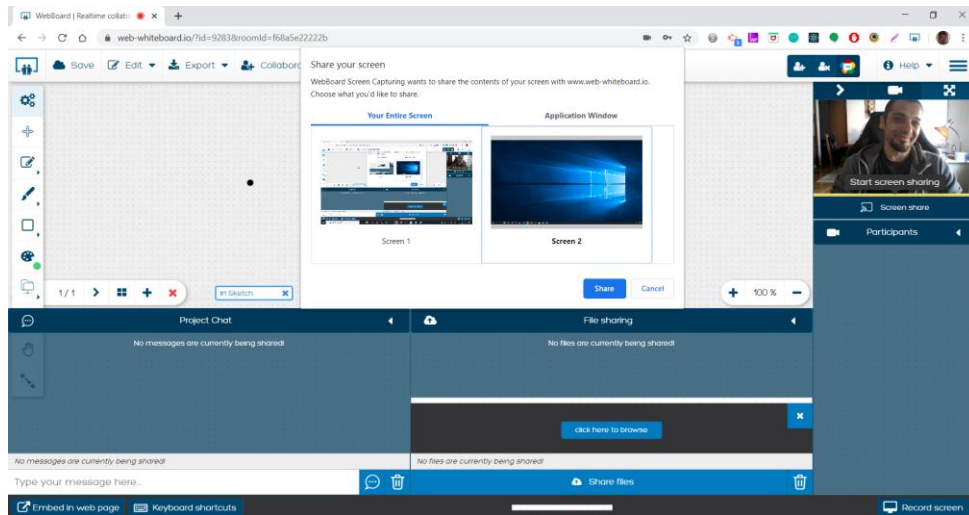 WebBoard | Realtime collab
web-whiteboard.io/?id=9283&roomId=f68a5e22222b
Save
Edit
Export
Collabor
Help
Share your screen
WebBoard Screen Capturing wants to share the contents of your screen with www.web-whiteboard.io.
Choose what you'd like to share.
Your Entire Screen
Application Window
Screen 1
Screen 2
Share
Cancel
Start screen sharing
Screen share
Participants
1/1
#1 Sketch
100 %
Project Chat
File sharing
No messages are currently being shared!
No files are currently being shared!
click here to browse
No messages are currently being shared!
No files are currently being shared!
Type your message here..
Share files
Embed in web page
Keyboard shortcuts
Record screen